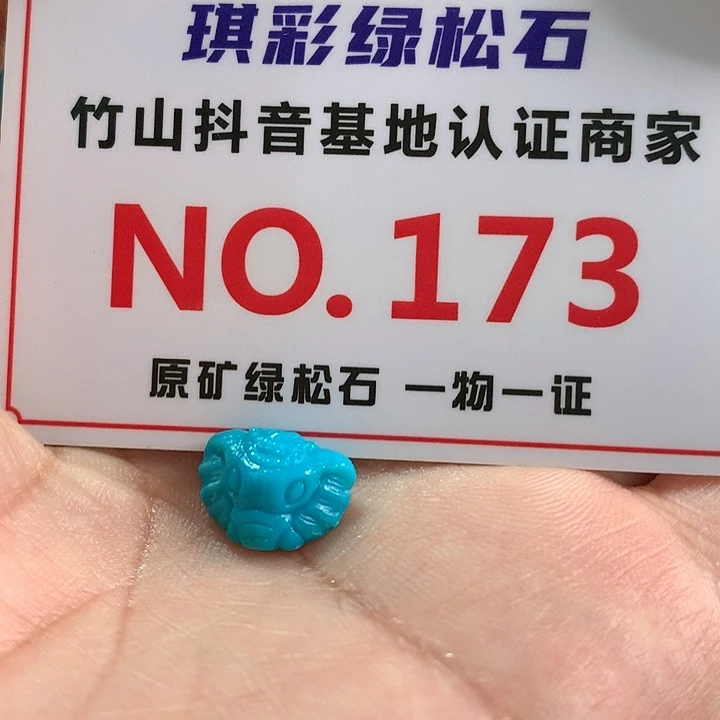 琪彩绿松石
竹山抖音基地认证商家
NO.173
原矿绿松石 一物一证